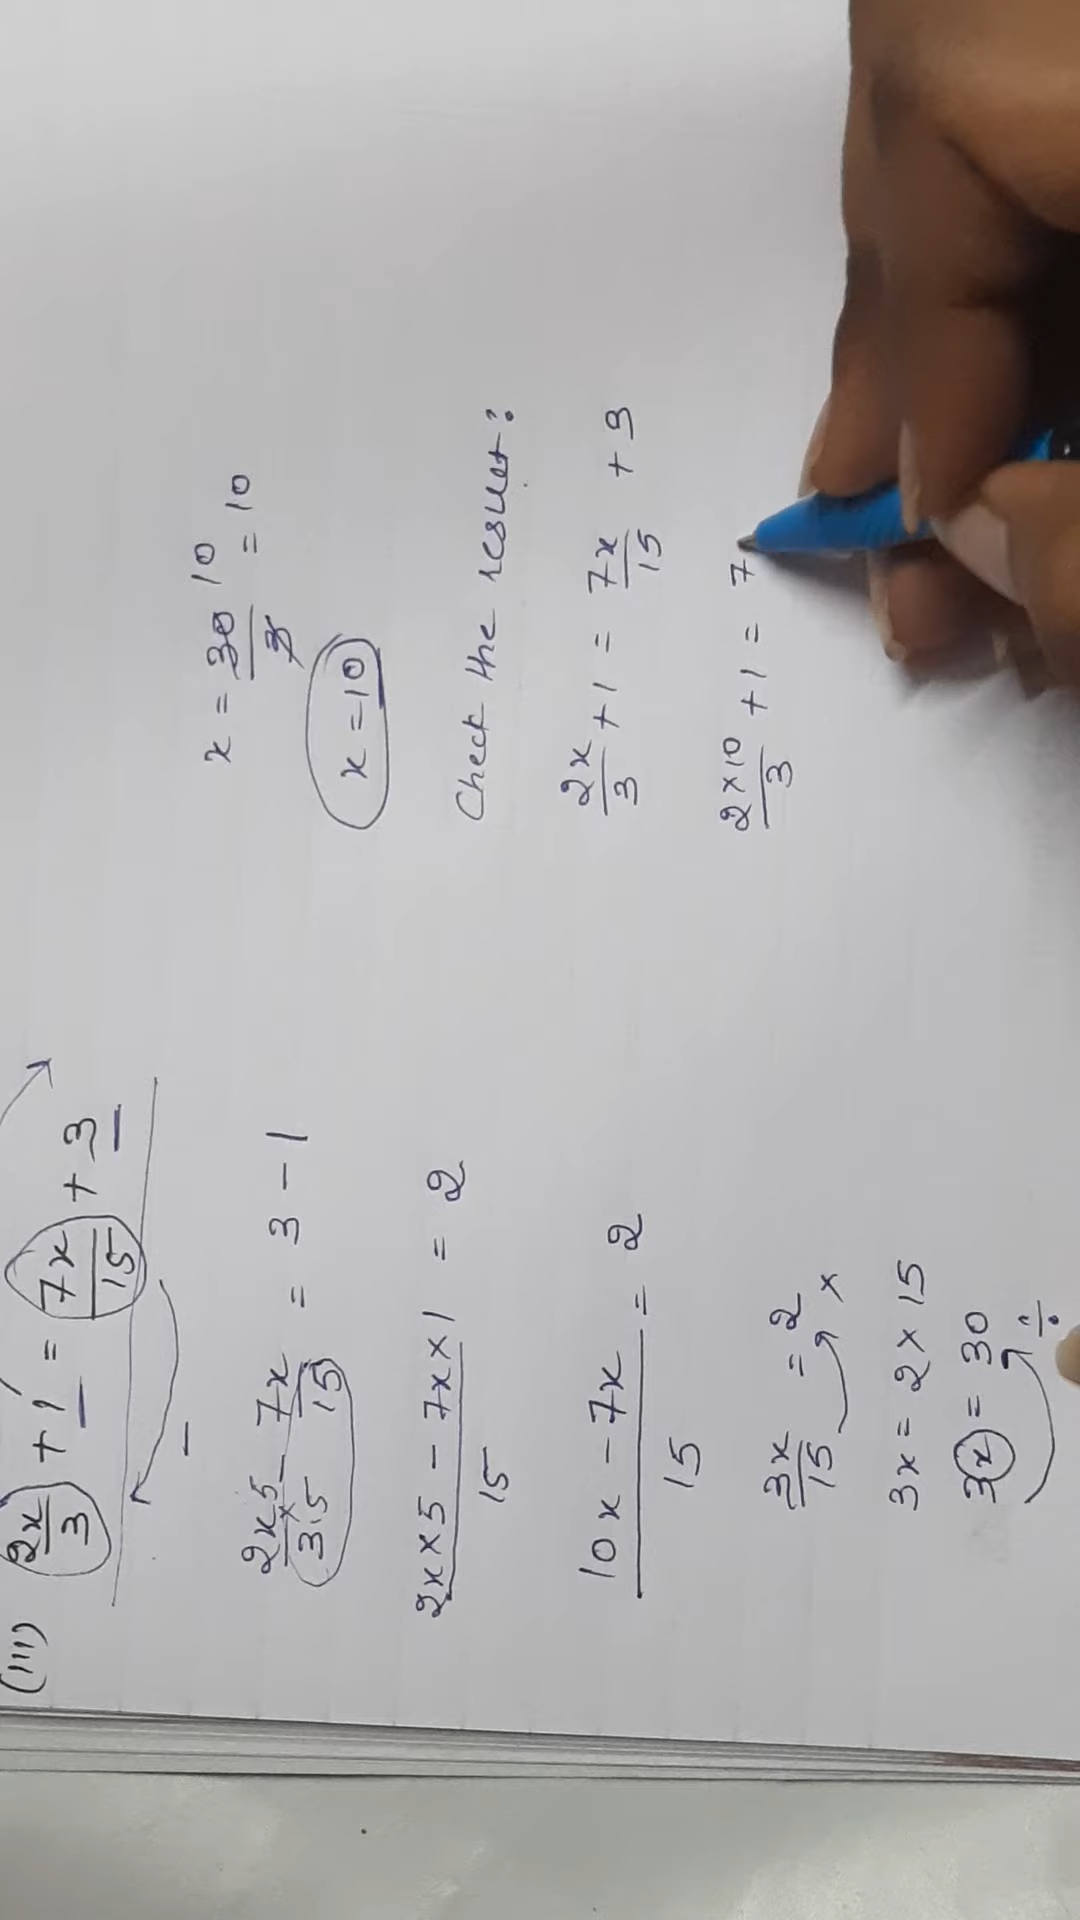 (iii) 2x/3 + 1 = 7x/15 + 3
2x×5/3·5 - 7x/15 = 3 - 1
2x×5 - 7x×1/15 = 2
10x - 7x/15 = 2
3x/15 = 2
×
3x = 2×15
3x = 30
÷
x = 30/3 10 = 10
x = 10
Check the result:
2x/3 + 1 = 7x/15 + 3
2×10/3 + 1 = 7